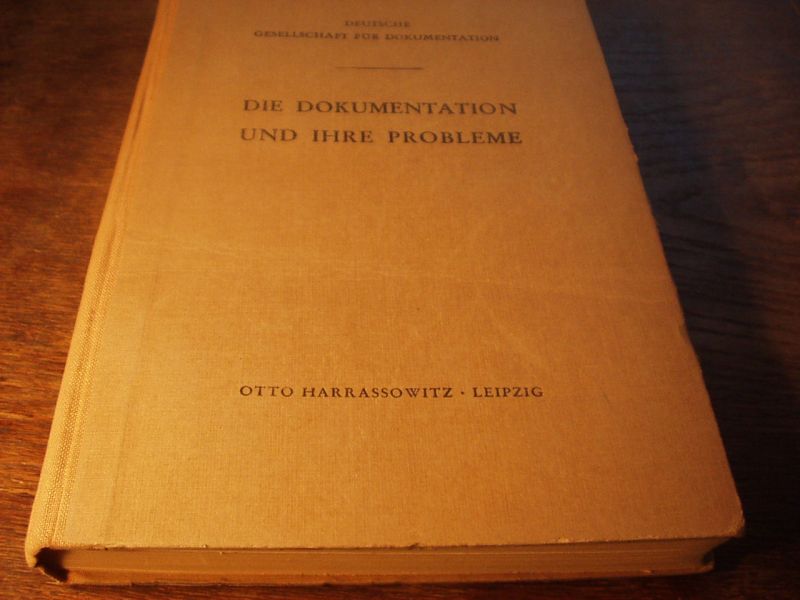 DEUTSCHE
GESELLSCHAFT FÜR DOKUMENTATION
DIE DOKUMENTATION
UND IHRE PROBLEME
OTTO HARRASSOWITZ · LEIPZIG